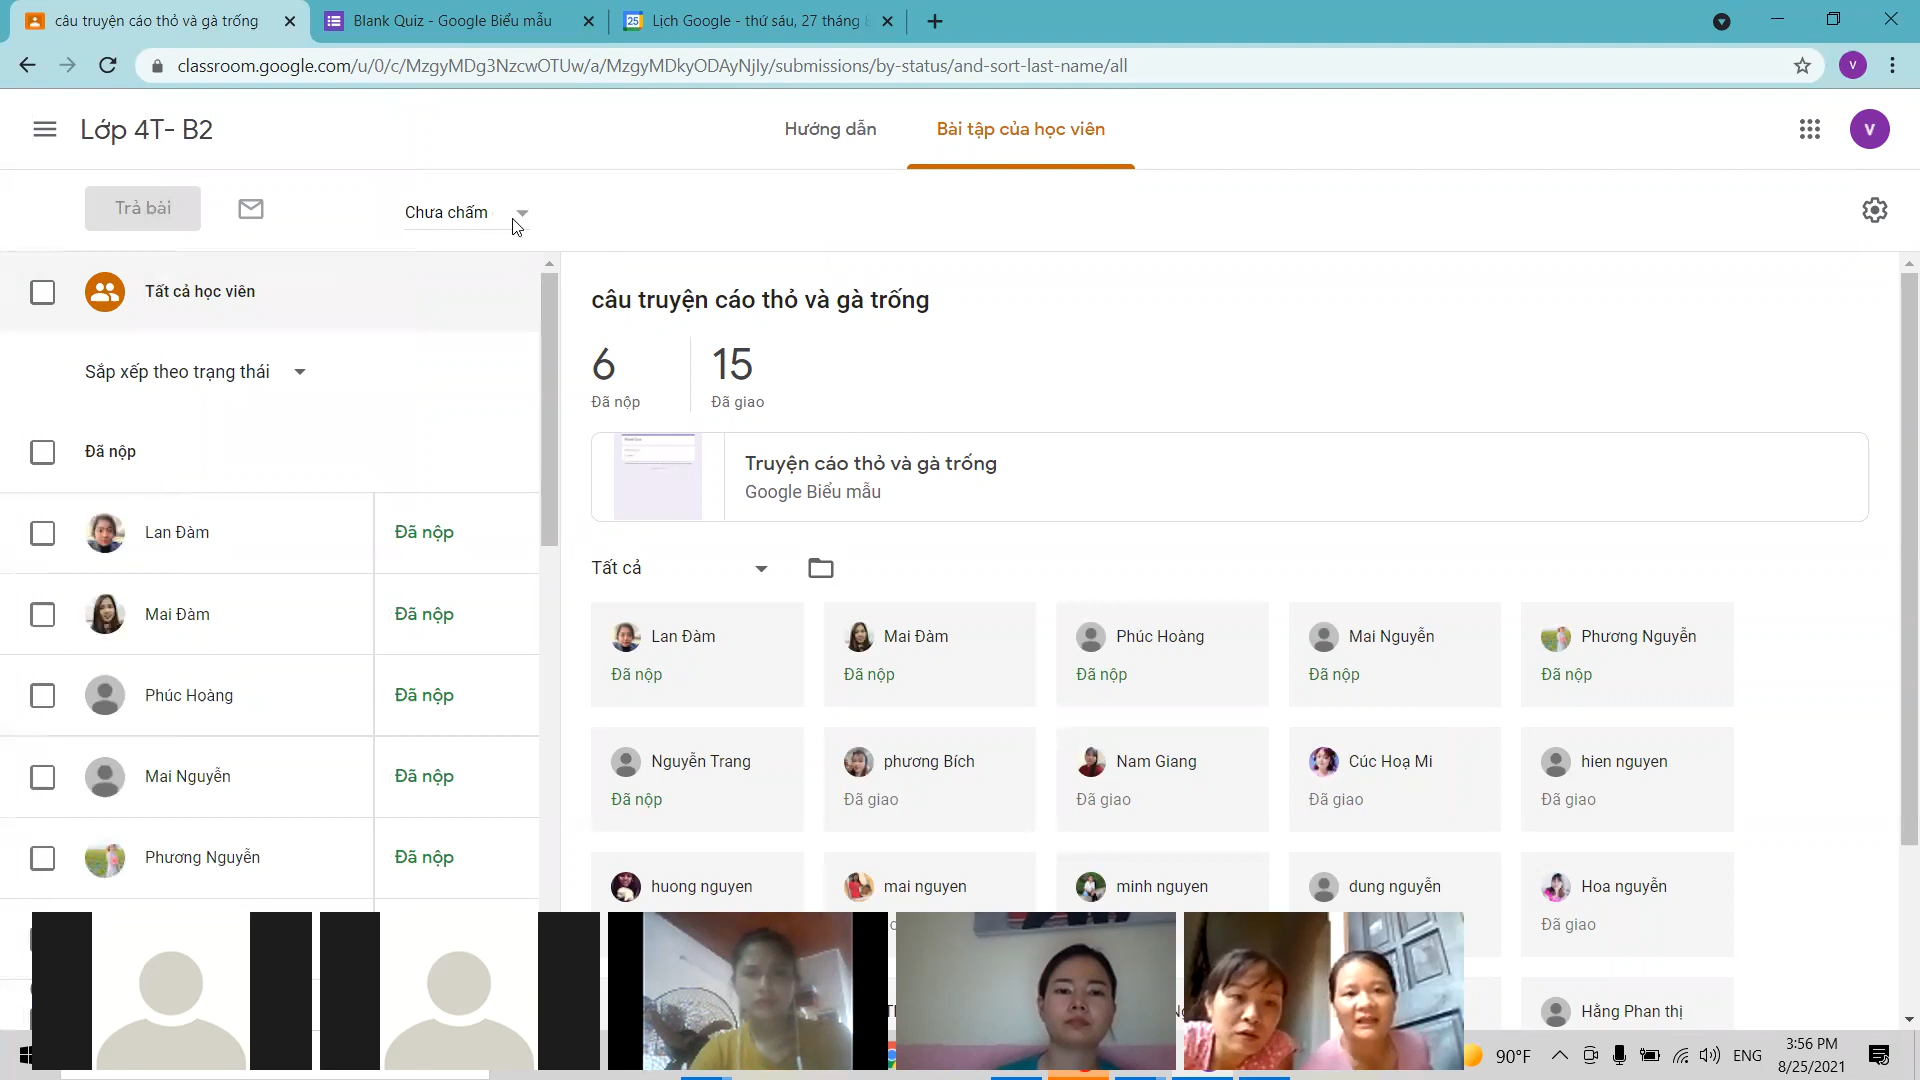 câu truyện cáo thỏ và gà trống
Blank Quiz - Google Biểu mẫu
Lịch Google - thứ sáu, 27 tháng
classroom.google.com/u/0/c/MzgyMDg3NzcwOTUw/a/MzgyMDkyODAyNjIy/submissions/by-status/and-sort-last-name/all
V
Lớp 4T- B2
Hướng dẫn
Bài tập của học viên
V
Trả bài
Chưa chấm
Tất cả học viên
câu truyện cáo thỏ và gà trống
6
Đã nộp
15
Đã giao
Sắp xếp theo trạng thái
Đã nộp
Truyện cáo thỏ và gà trống
Google Biểu mẫu
Tất cả
Lan Đàm
Đã nộp
Mai Đàm
Đã nộp
Phúc Hoàng
Đã nộp
Mai Nguyễn
Đã nộp
Phương Nguyễn
Đã nộp
Lan Đàm
Đã nộp
Mai Đàm
Đã nộp
Phúc Hoàng
Đã nộp
Mai Nguyễn
Đã nộp
Phương Nguyễn
Đã nộp
Nguyễn Trang
Đã nộp
phương Bích
Đã giao
Nam Giang
Đã giao
Cúc Hoạ Mi
Đã giao
hien nguyen
Đã giao
huong nguyen
mai nguyen
minh nguyen
dung nguyễn
Hoa nguyễn
Đã giao
Hằng Phan thị
90°F
ENG
3:56 PM
8/25/2021